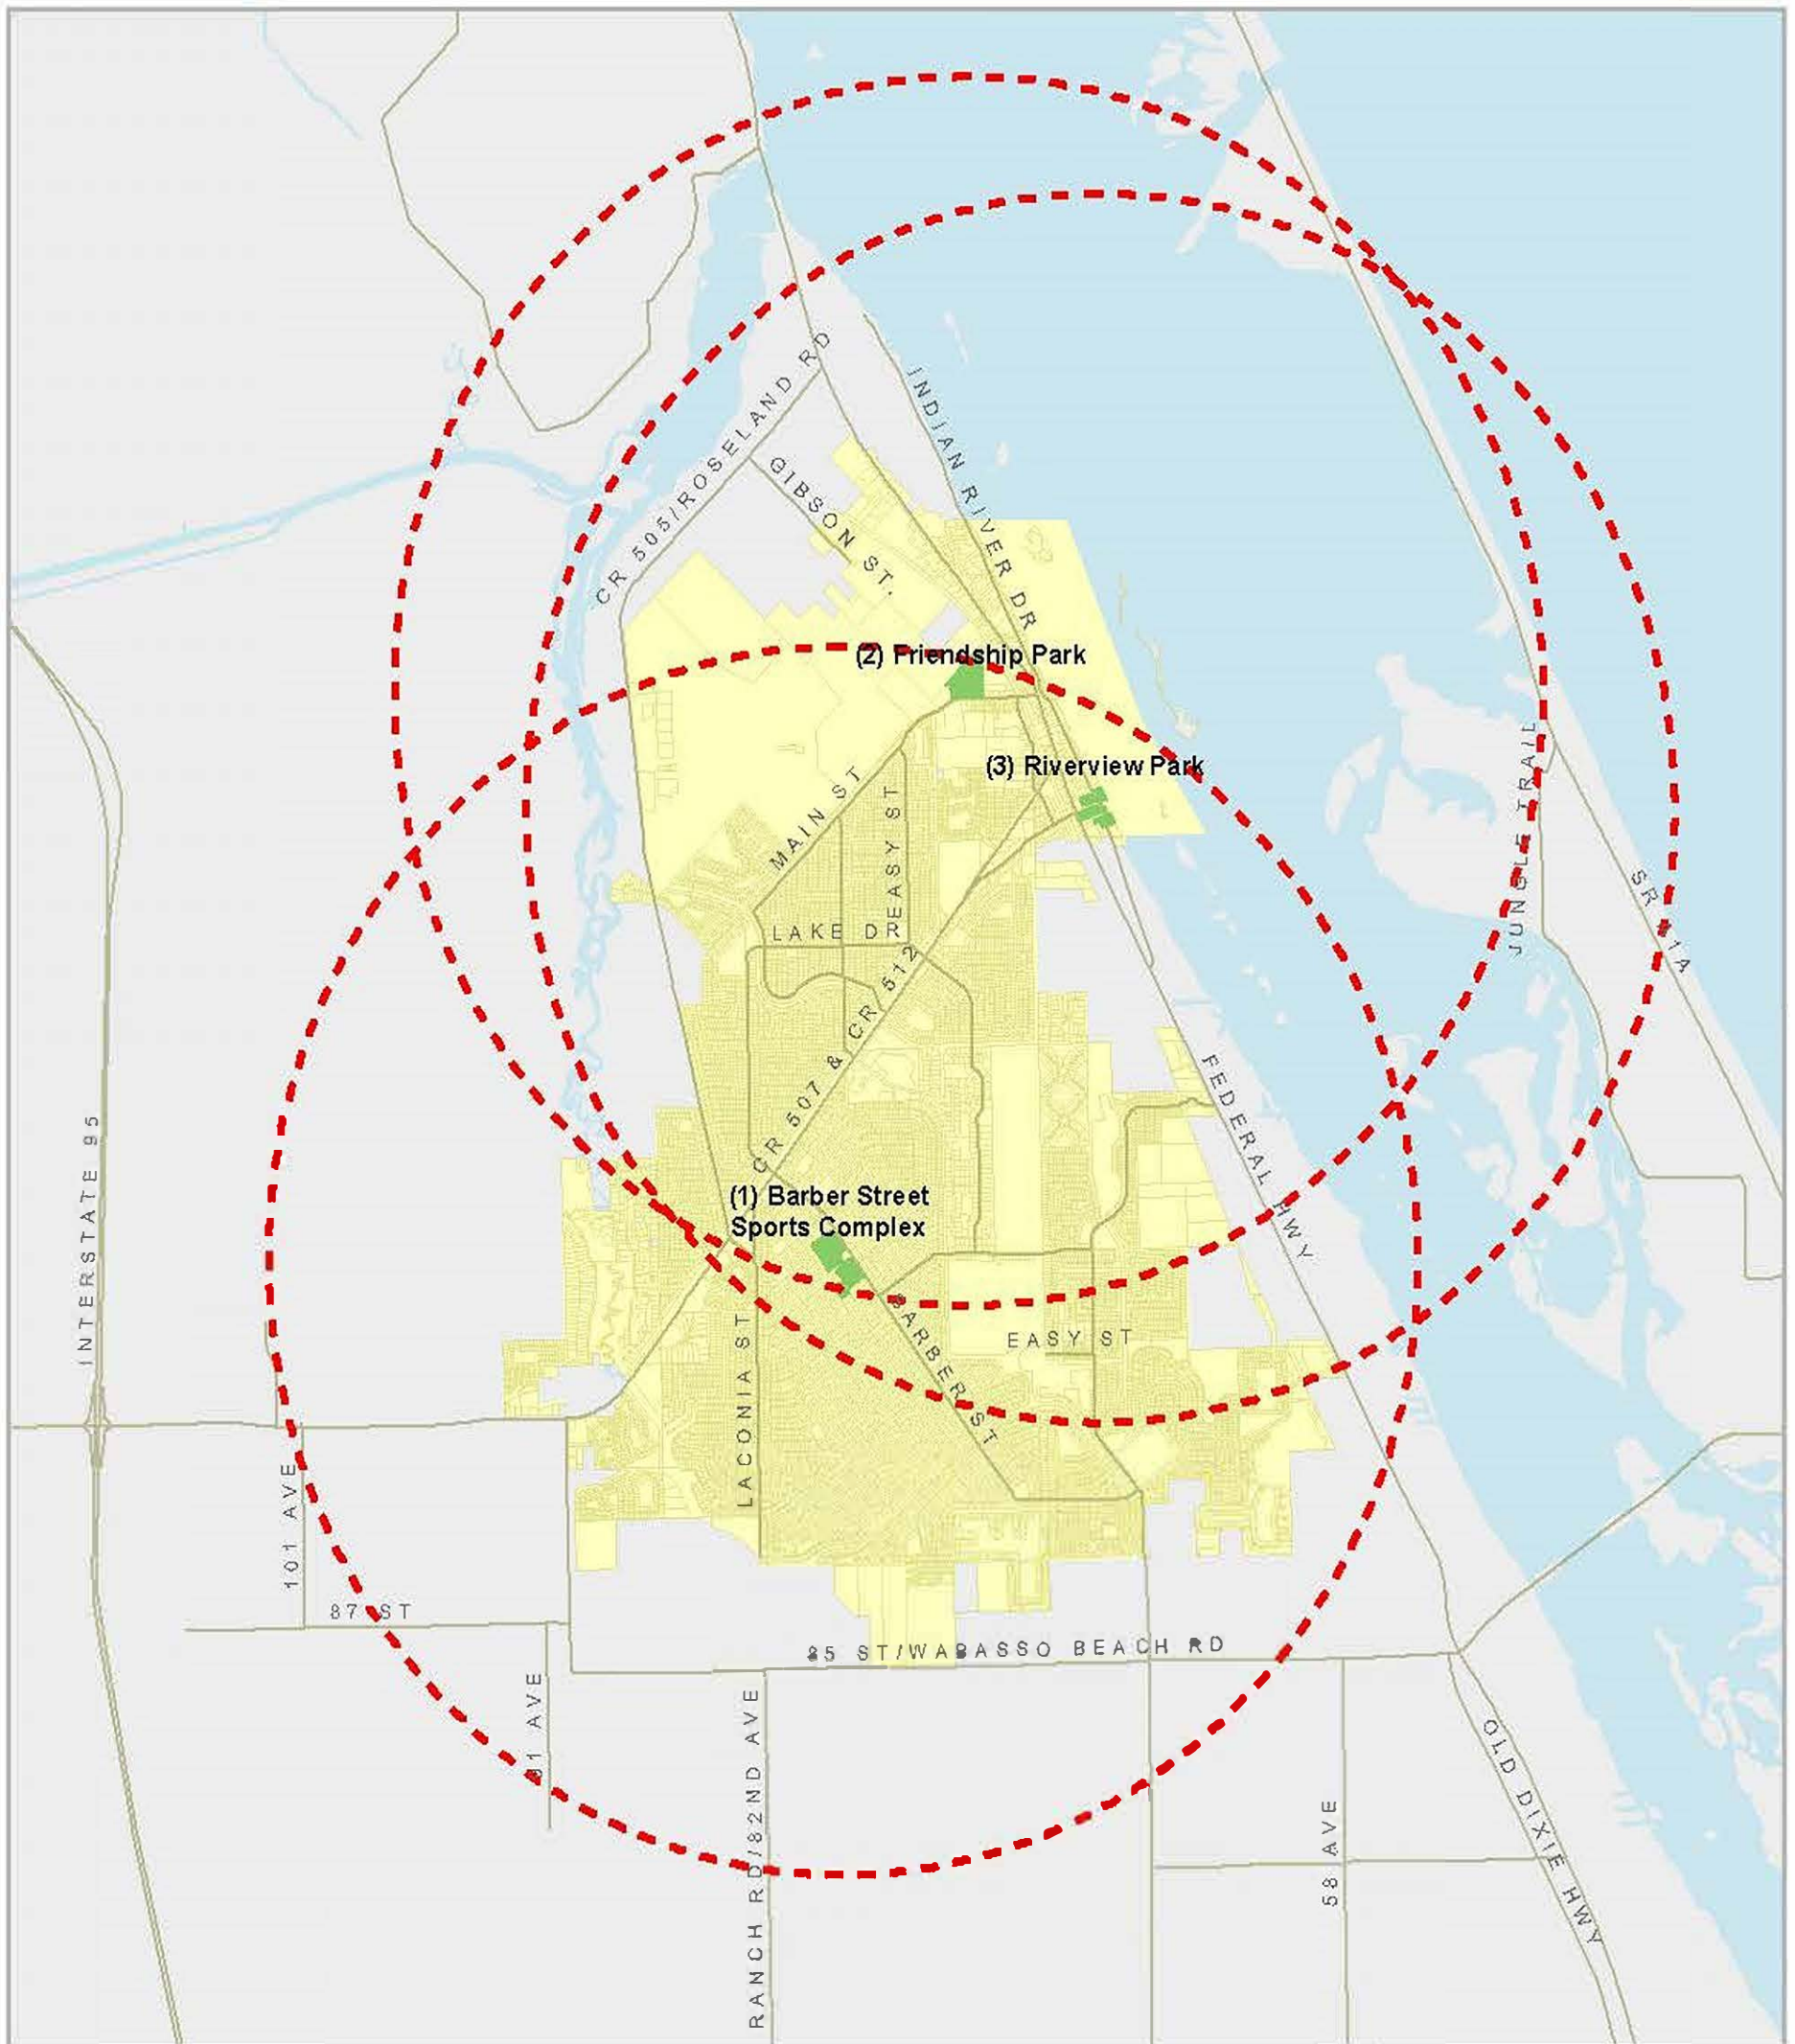 CR 505/ROSELAND RD
INDIAN RIVER DR
GIBSON ST.
(2) Friendship Park
(3) Riverview Park
MAIN ST
EASY ST
JUNGLE TRAIL
SR A1A
LAKE DR
CR 507 & CR 512
FEDERAL HWY
INTERSTATE 95
(1) Barber Street
Sports Complex
BARBER ST
EASY ST
LACONIA ST
101 AVE
87 ST
85 ST/WABASSO BEACH RD
91 AVE
RANCH RD/82ND AVE
58 AVE
OLD DIXIE HWY